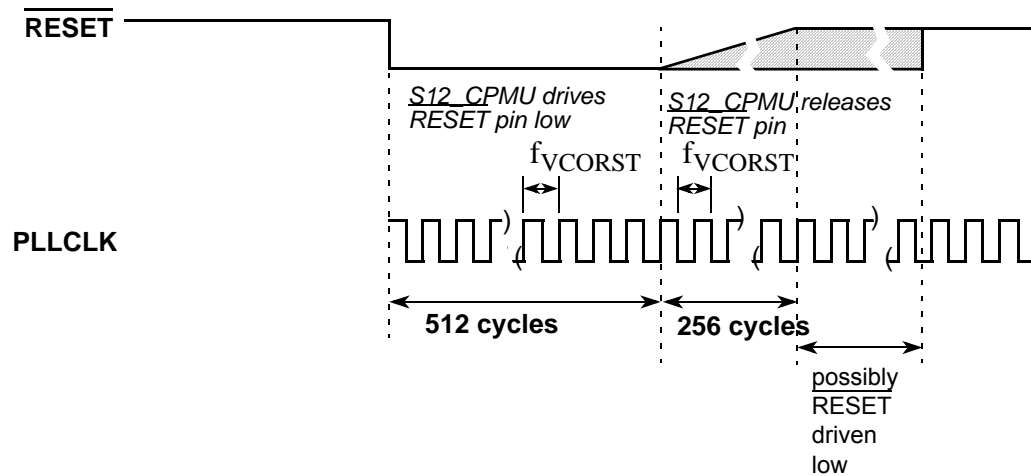 RESET
S12_CPMU drives
RESET pin low
S12_CPMU releases
RESET pin
fVCORST
fVCORST
PLLCLK
)
(
)
(
)
(
512 cycles
256 cycles
possibly
RESET
driven
low